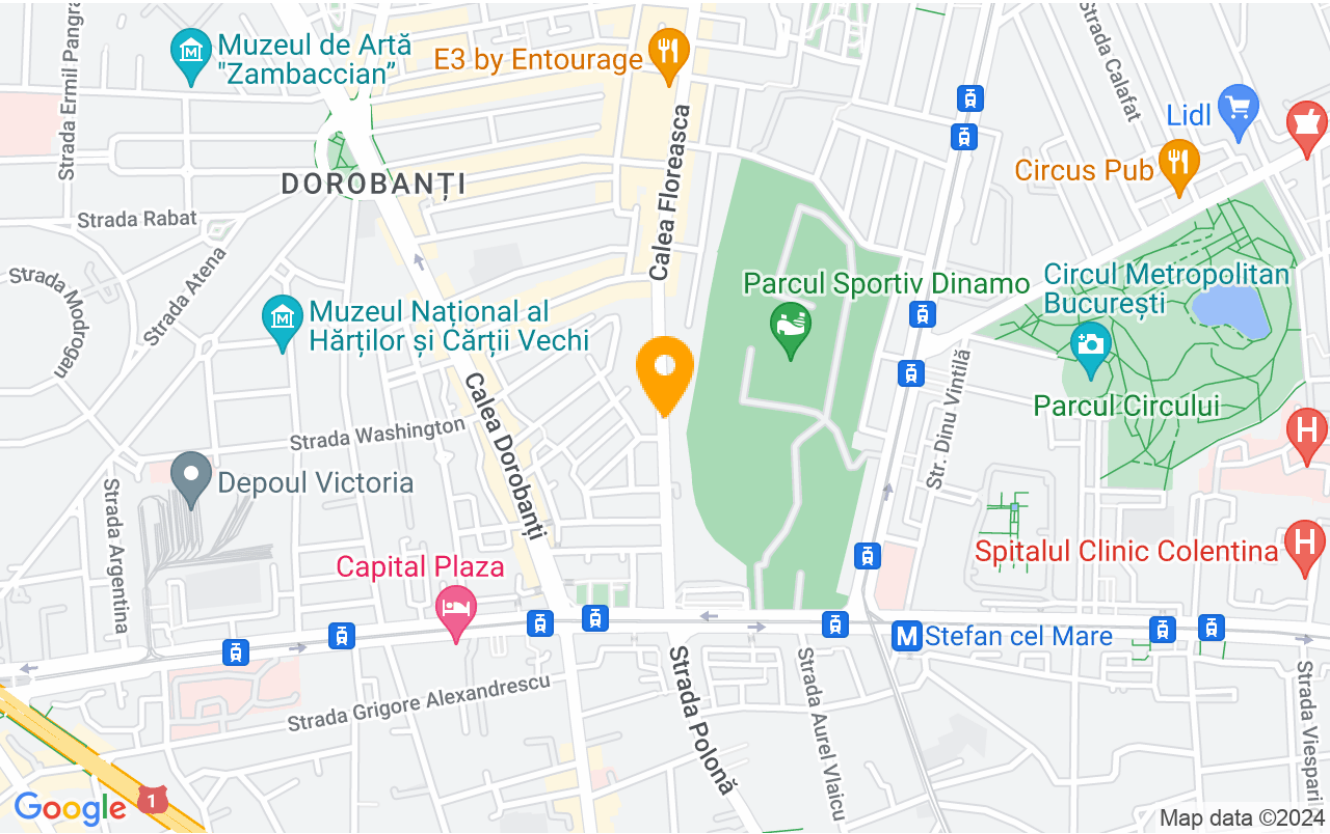 Muzeul de Artă
"Zambaccian”
E3 by Entourage
Strada Ermil Pangra
Strada Calafat
Lidl
Circus Pub
DOROBANȚI
Calea Floreasca
Strada Rabat
Strada Atena
Strada Modrogan
Parcul Sportiv Dinamo
Circul Metropolitan
București
Muzeul Național al
Hărților și Cărții Vechi
Calea Dorobanți
Str. Dinu Vintilă
Parcul Circului
Strada Washington
H
Depoul Victoria
Strada Argentina
Spitalul Clinic Colentina
H
Capital Plaza
M Stefan cel Mare
Strada Grigore Alexandrescu
Strada Polonă
Strada Aurel Vlaicu
Strada Viespari
Google
1
Map data ©2024